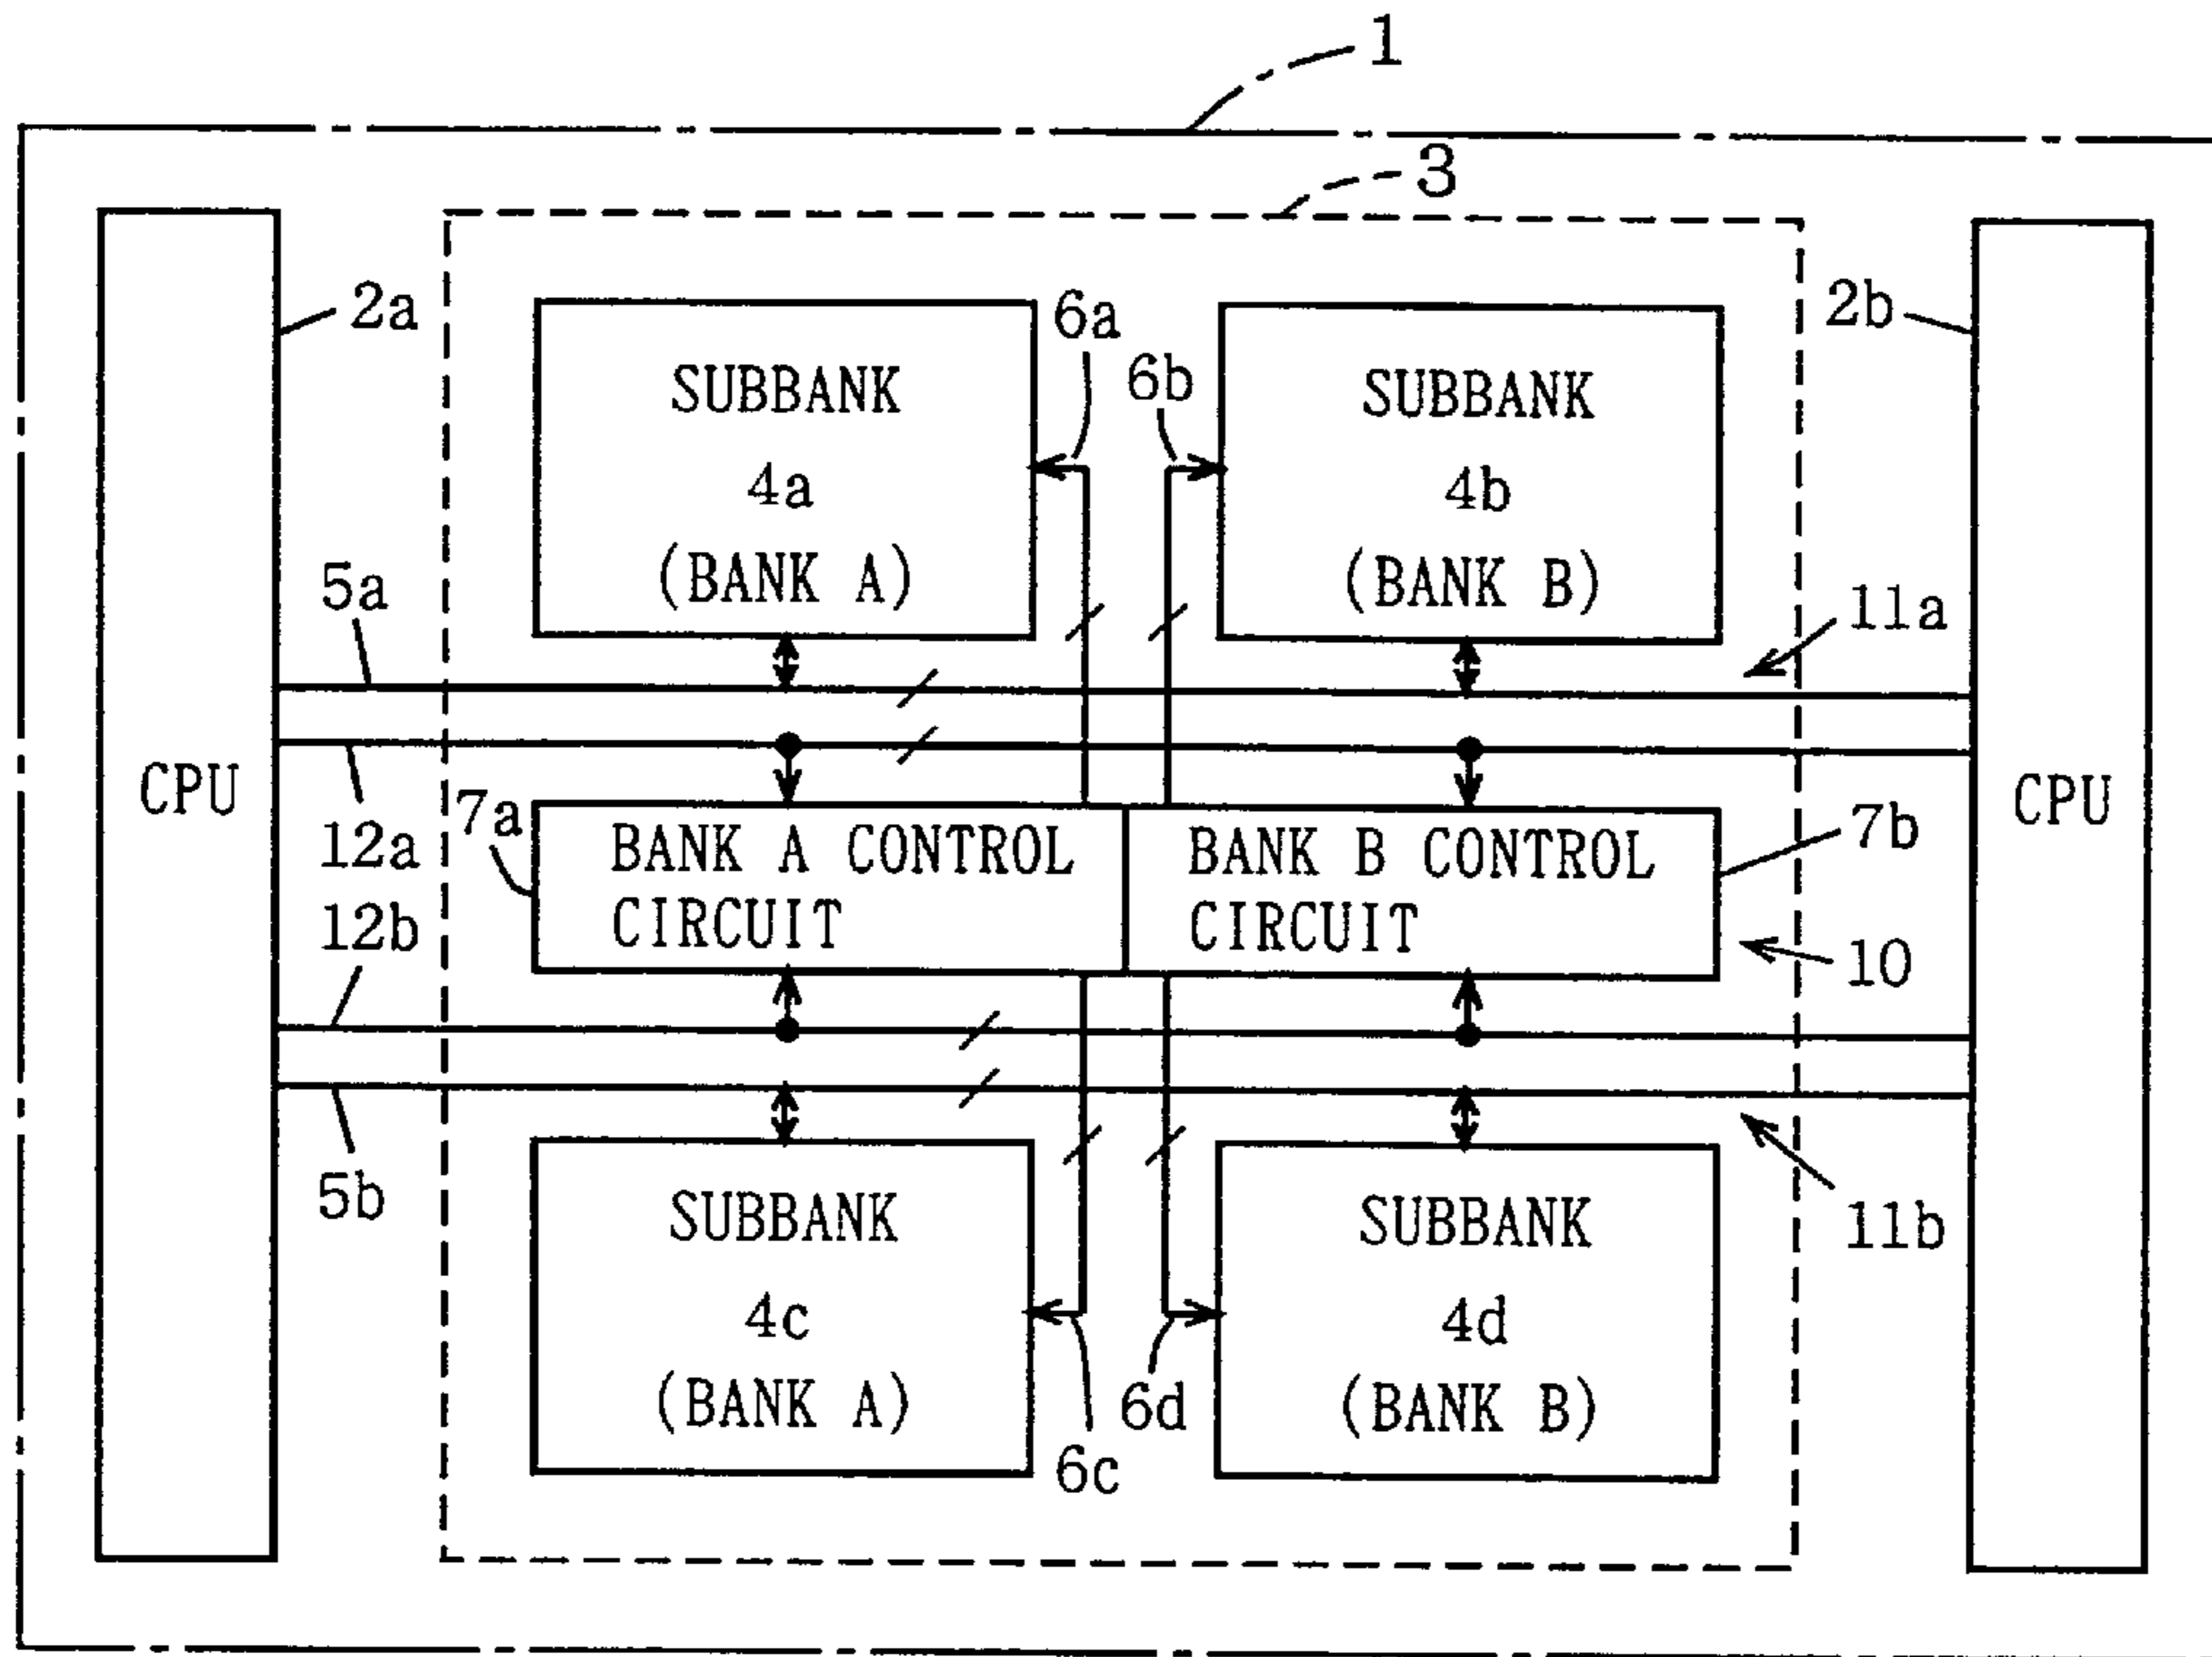 1
3
2a
2b
6a
6b
SUBBANK
4a
(BANK A)
SUBBANK
4b
(BANK B)
5a
11a
CPU
CPU
12a
7a
BANK A CONTROL
CIRCUIT
BANK B CONTROL
CIRCUIT
7b
12b
10
5b
11b
SUBBANK
4c
(BANK A)
SUBBANK
4d
(BANK B)
6c
6d